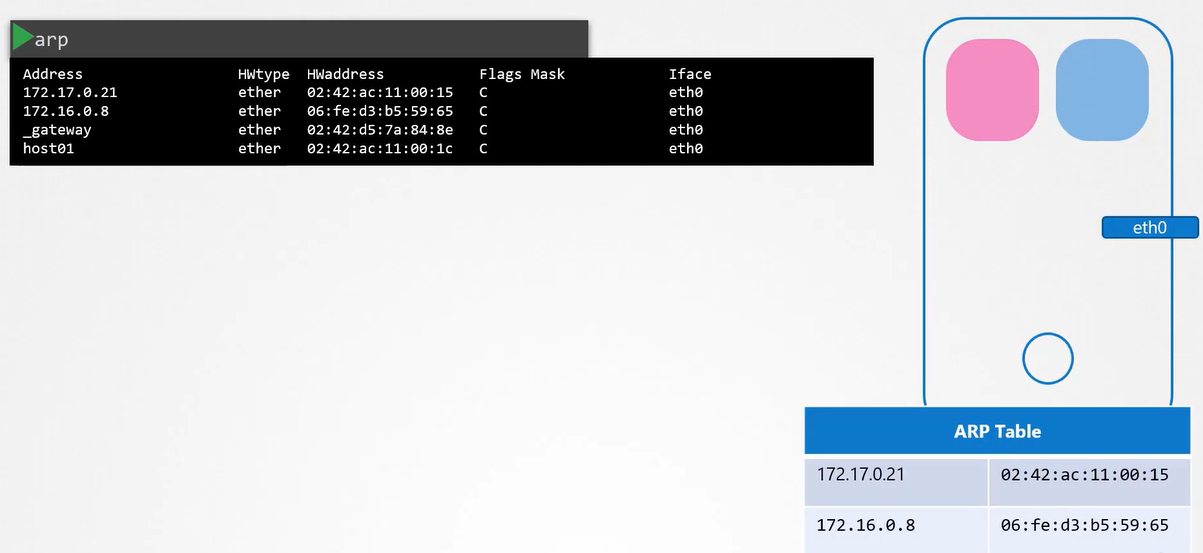 arp
Address HWtype HWaddress Flags Mask Iface
172.17.0.21 ether 02:42:ac:11:00:15 C eth0
172.16.0.8 ether 06:fe:d3:b5:59:65 C eth0
_gateway ether 02:42:d5:7a:84:8e C eth0
host01 ether 02:42:ac:11:00:1c C eth0
eth0
ARP Table
172.17.0.21 02:42:ac:11:00:15
172.16.0.8 06:fe:d3:b5:59:65